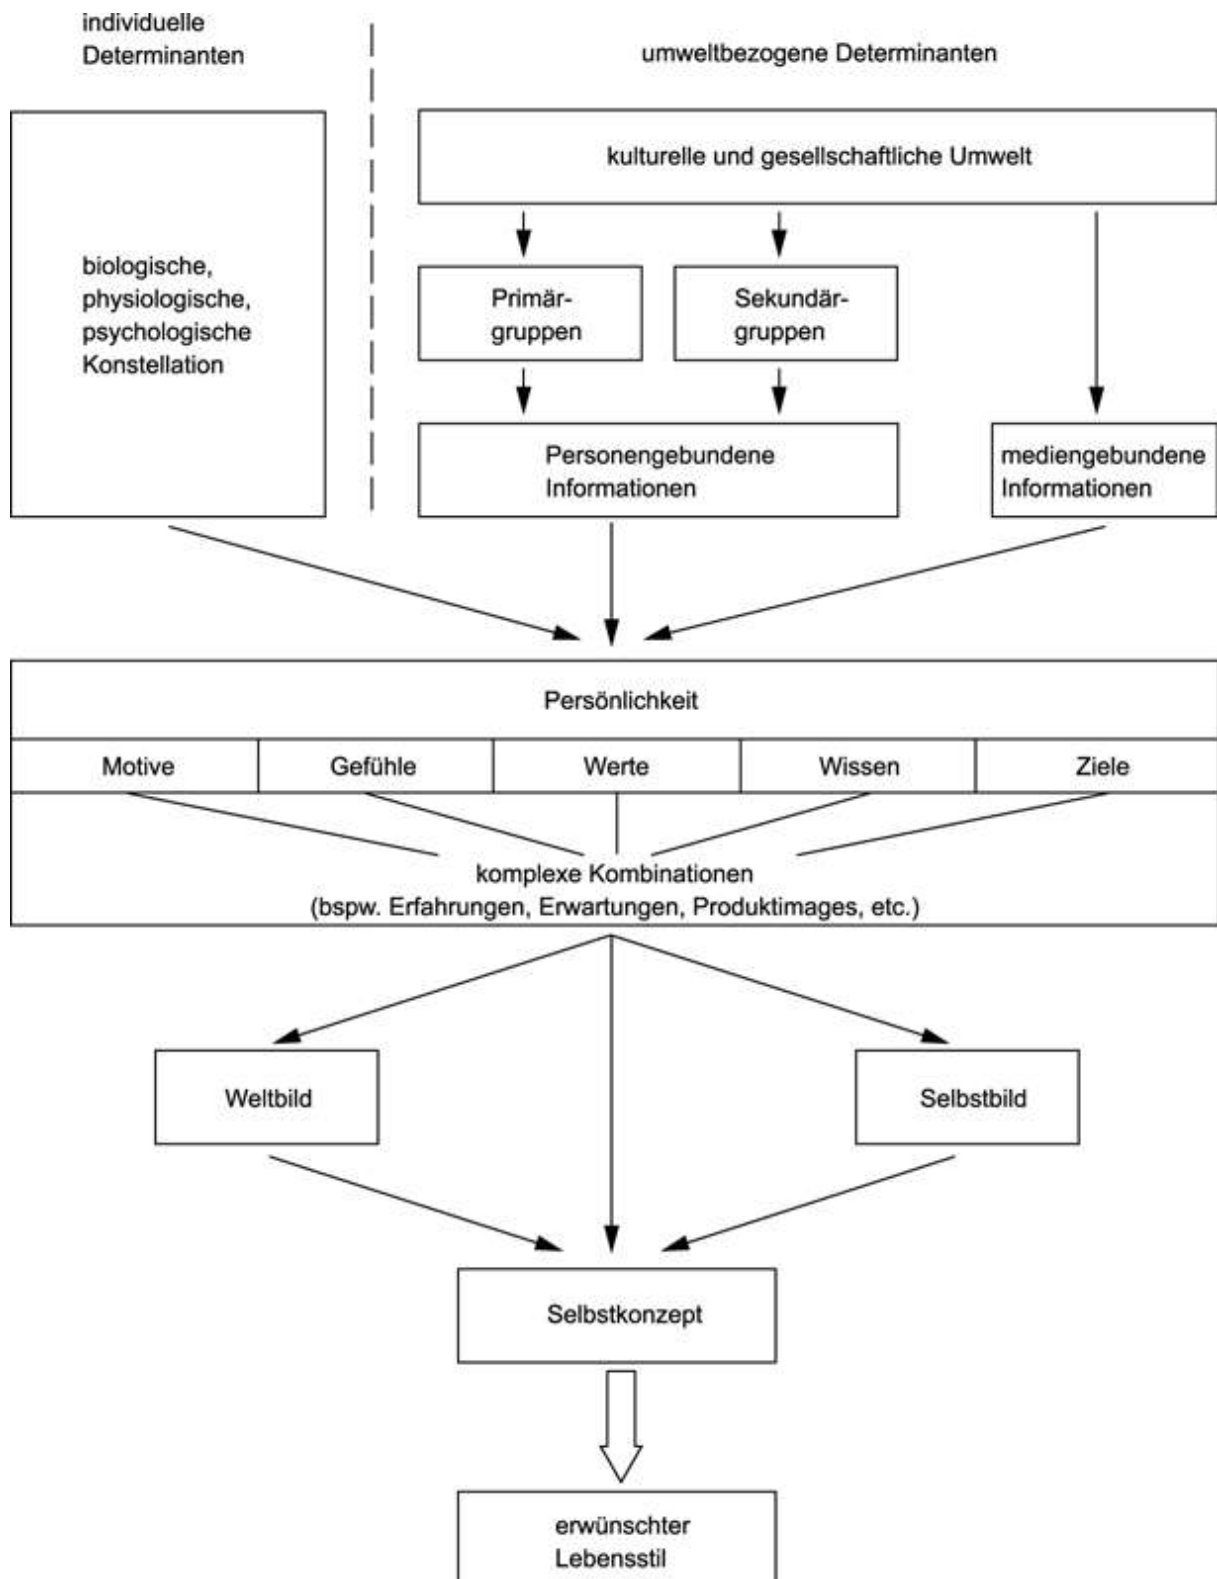 individuelle
Determinanten
umweltbezogene Determinanten
kulturelle und gesellschaftliche Umwelt
biologische,
physiologische,
psychologische
Konstellation
Primär-
gruppen
Sekundär-
gruppen
Personengebundene
Informationen
mediengebundene
Informationen
Persönlichkeit
Motive
Gefühle
Werte
Wissen
Ziele
komplexe Kombinationen
(bspw. Erfahrungen, Erwartungen, Produktimages, etc.)
Weltbild
Selbstbild
Selbstkonzept
erwünschter
Lebensstil